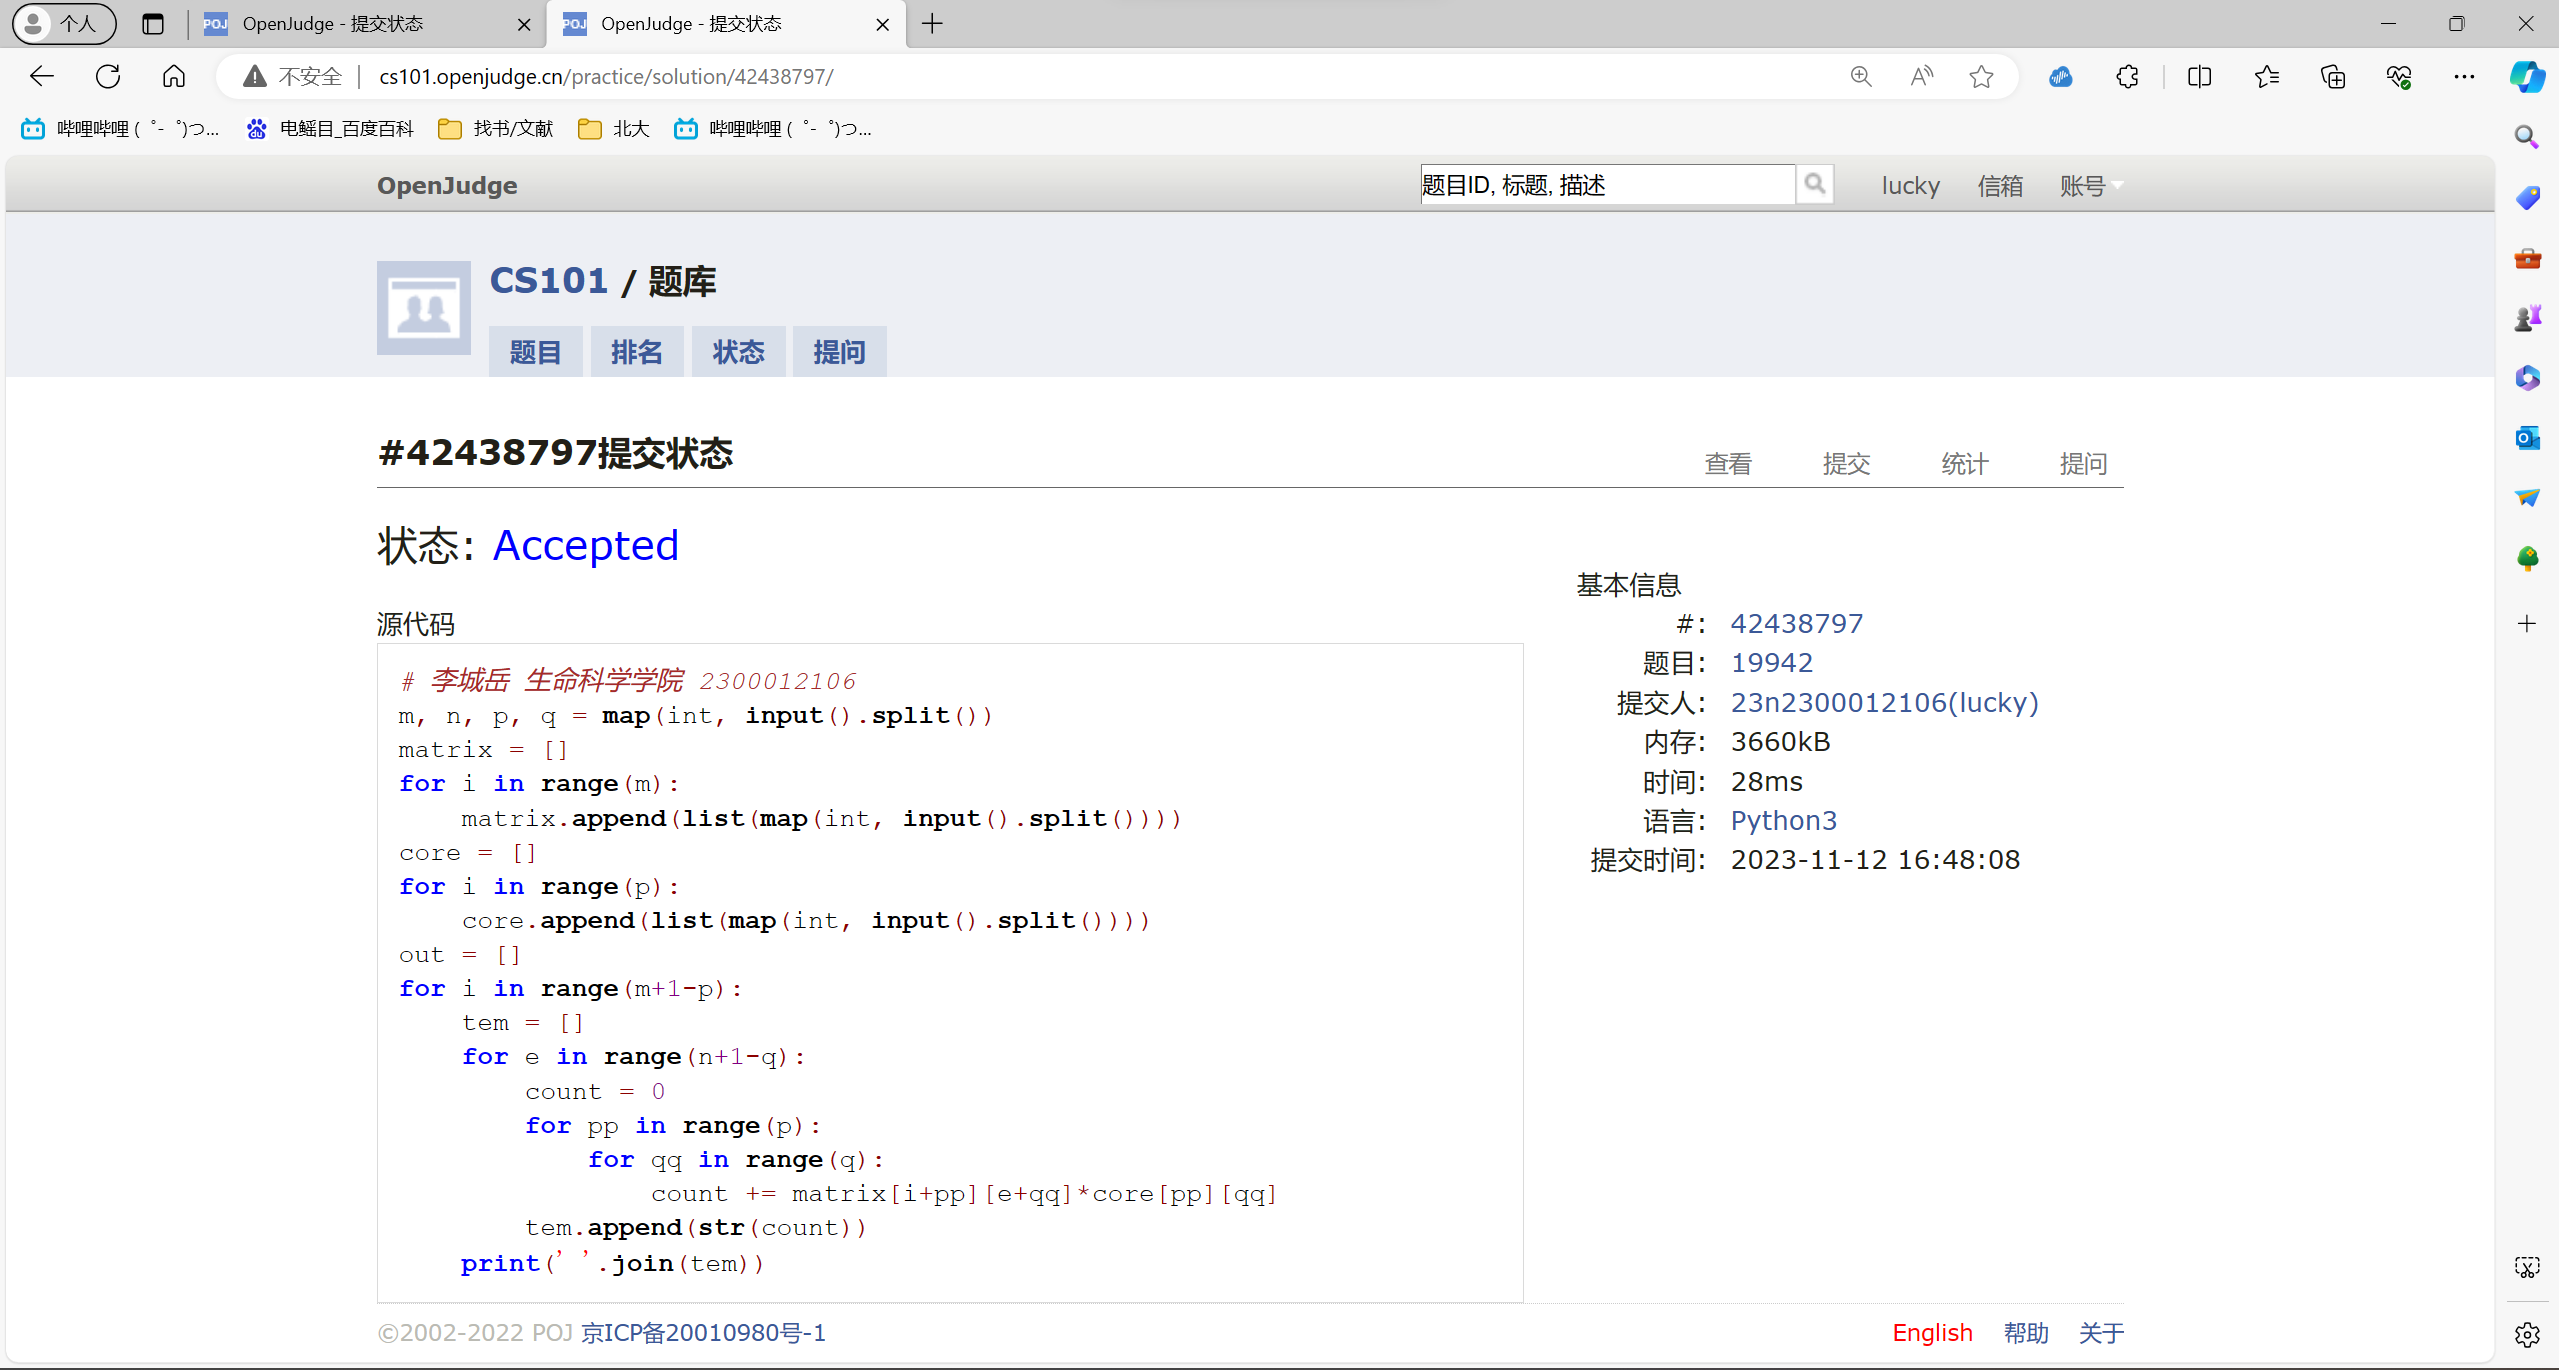 个人
OpenJudge - 提交状态
OpenJudge - 提交状态
不安全 | cs101.openjudge.cn/practice/solution/42438797/
哔哩哔哩 (゜-゜)つ...
电鳐目_百度百科
找书/文献
北大
哔哩哔哩 (゜-゜)つ...
OpenJudge
题目ID, 标题, 描述
lucky 信箱 账号
CS101 / 题库
题目 排名 状态 提问
#42438797提交状态
查看 提交 统计 提问
状态: Accepted
源代码
# 李城岳 生命科学学院 2300012106
m, n, p, q = map(int, input().split())
matrix = []
for i in range(m):
    matrix.append(list(map(int, input().split())))
core = []
for i in range(p):
    core.append(list(map(int, input().split())))
out = []
for i in range(m+1-p):
    tem = []
    for e in range(n+1-q):
        count = 0
        for pp in range(p):
            for qq in range(q):
                count += matrix[i+pp][e+qq]*core[pp][qq]
        tem.append(str(count))
    print(' '.join(tem))
基本信息
#: 42438797
题目: 19942
提交人: 23n2300012106(lucky)
内存: 3660kB
时间: 28ms
语言: Python3
提交时间: 2023-11-12 16:48:08
©2002-2022 POJ 京ICP备20010980号-1
English 帮助 关于